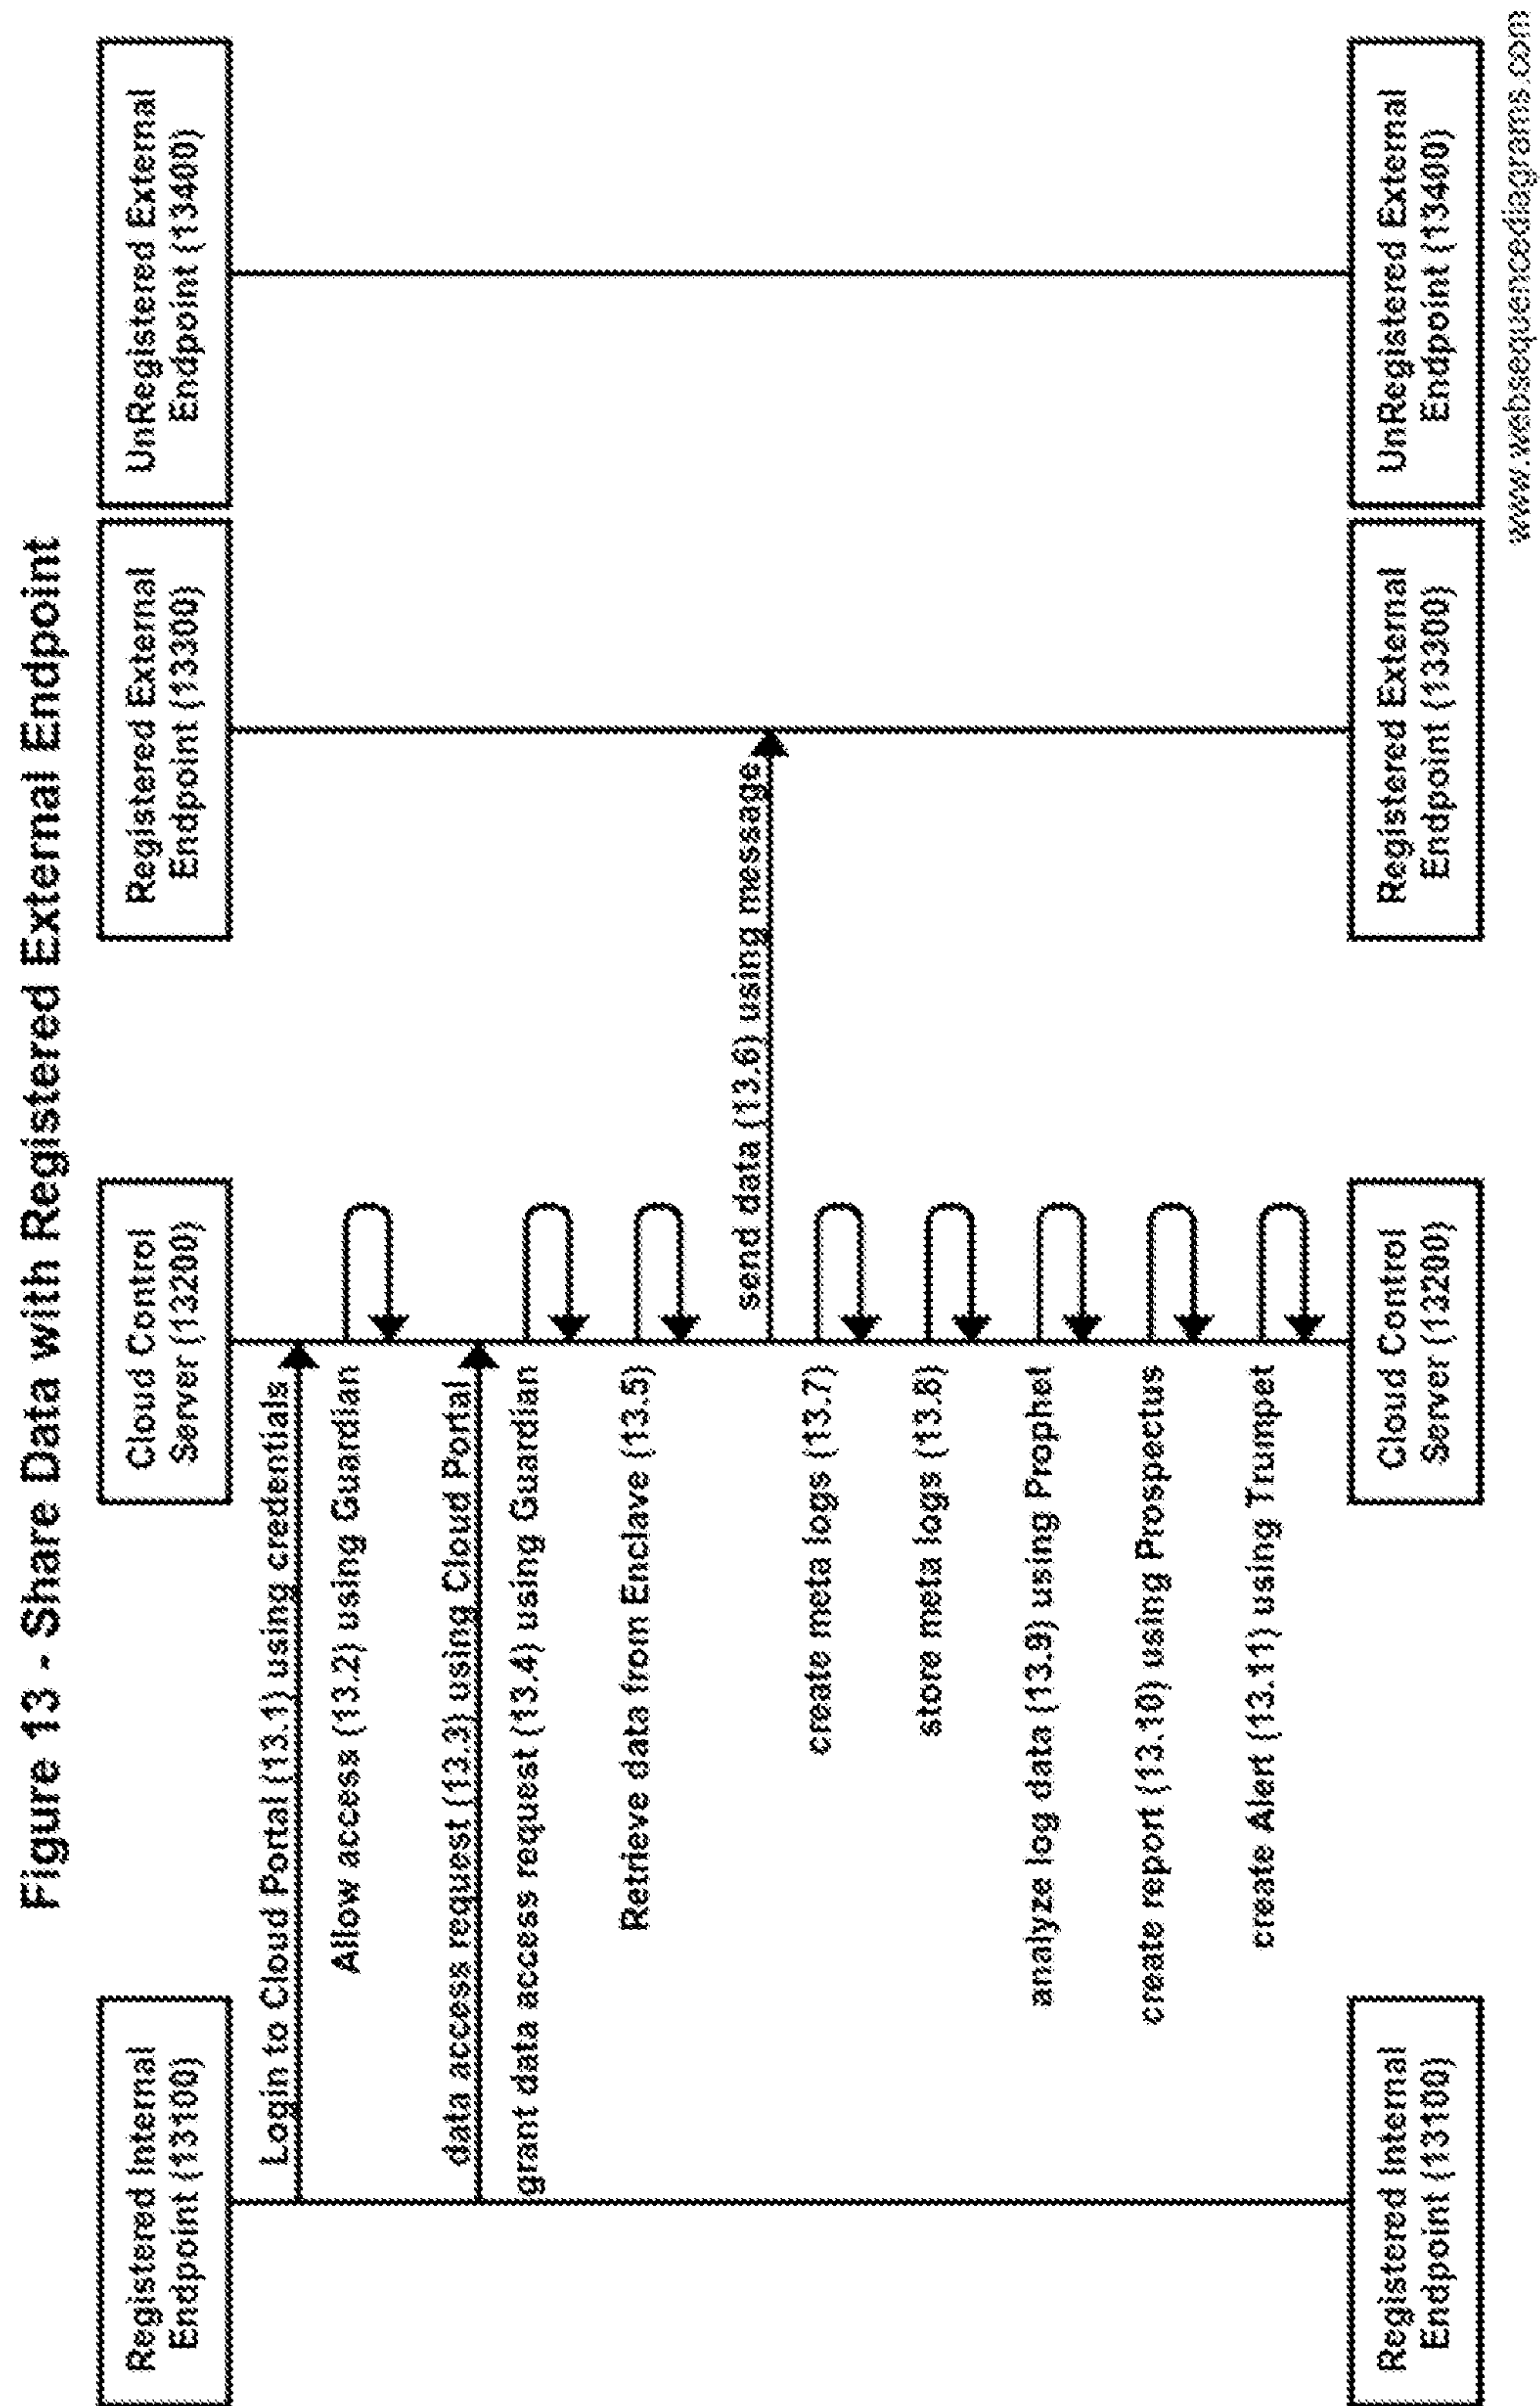 Figure 13 - Share Data with Registered External Endpoint
Registered Internal
Endpoint (13100)
Cloud Control
Server (13200)
Registered External
Endpoint (13300)
UnRegistered External
Endpoint (13400)
Login to Cloud Portal (13.1) using credentials
Allow access (13.2) using Guardian
data access request (13.3) using Cloud Portal
grant data access request (13.4) using Guardian
Retrieve data from Enclave (13.5)
send data (13.6) using message
create meta logs (13.7)
store meta logs (13.8)
analyze log data (13.9) using Prophet
create report (13.10) using Prospectus
create Alert (13.11) using Trumpet
Registered Internal
Endpoint (13100)
Cloud Control
Server (13200)
Registered External
Endpoint (13300)
UnRegistered External
Endpoint (13400)
www.websequencediagrams.com